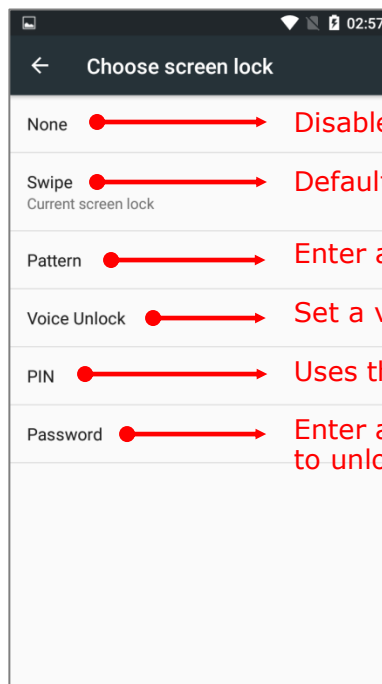 02:57
Choose screen lock
None Disable
Swipe Default
Current screen lock
Pattern Enter a
Voice Unlock Set a v
PIN Uses th
Password Enter a
to unlo